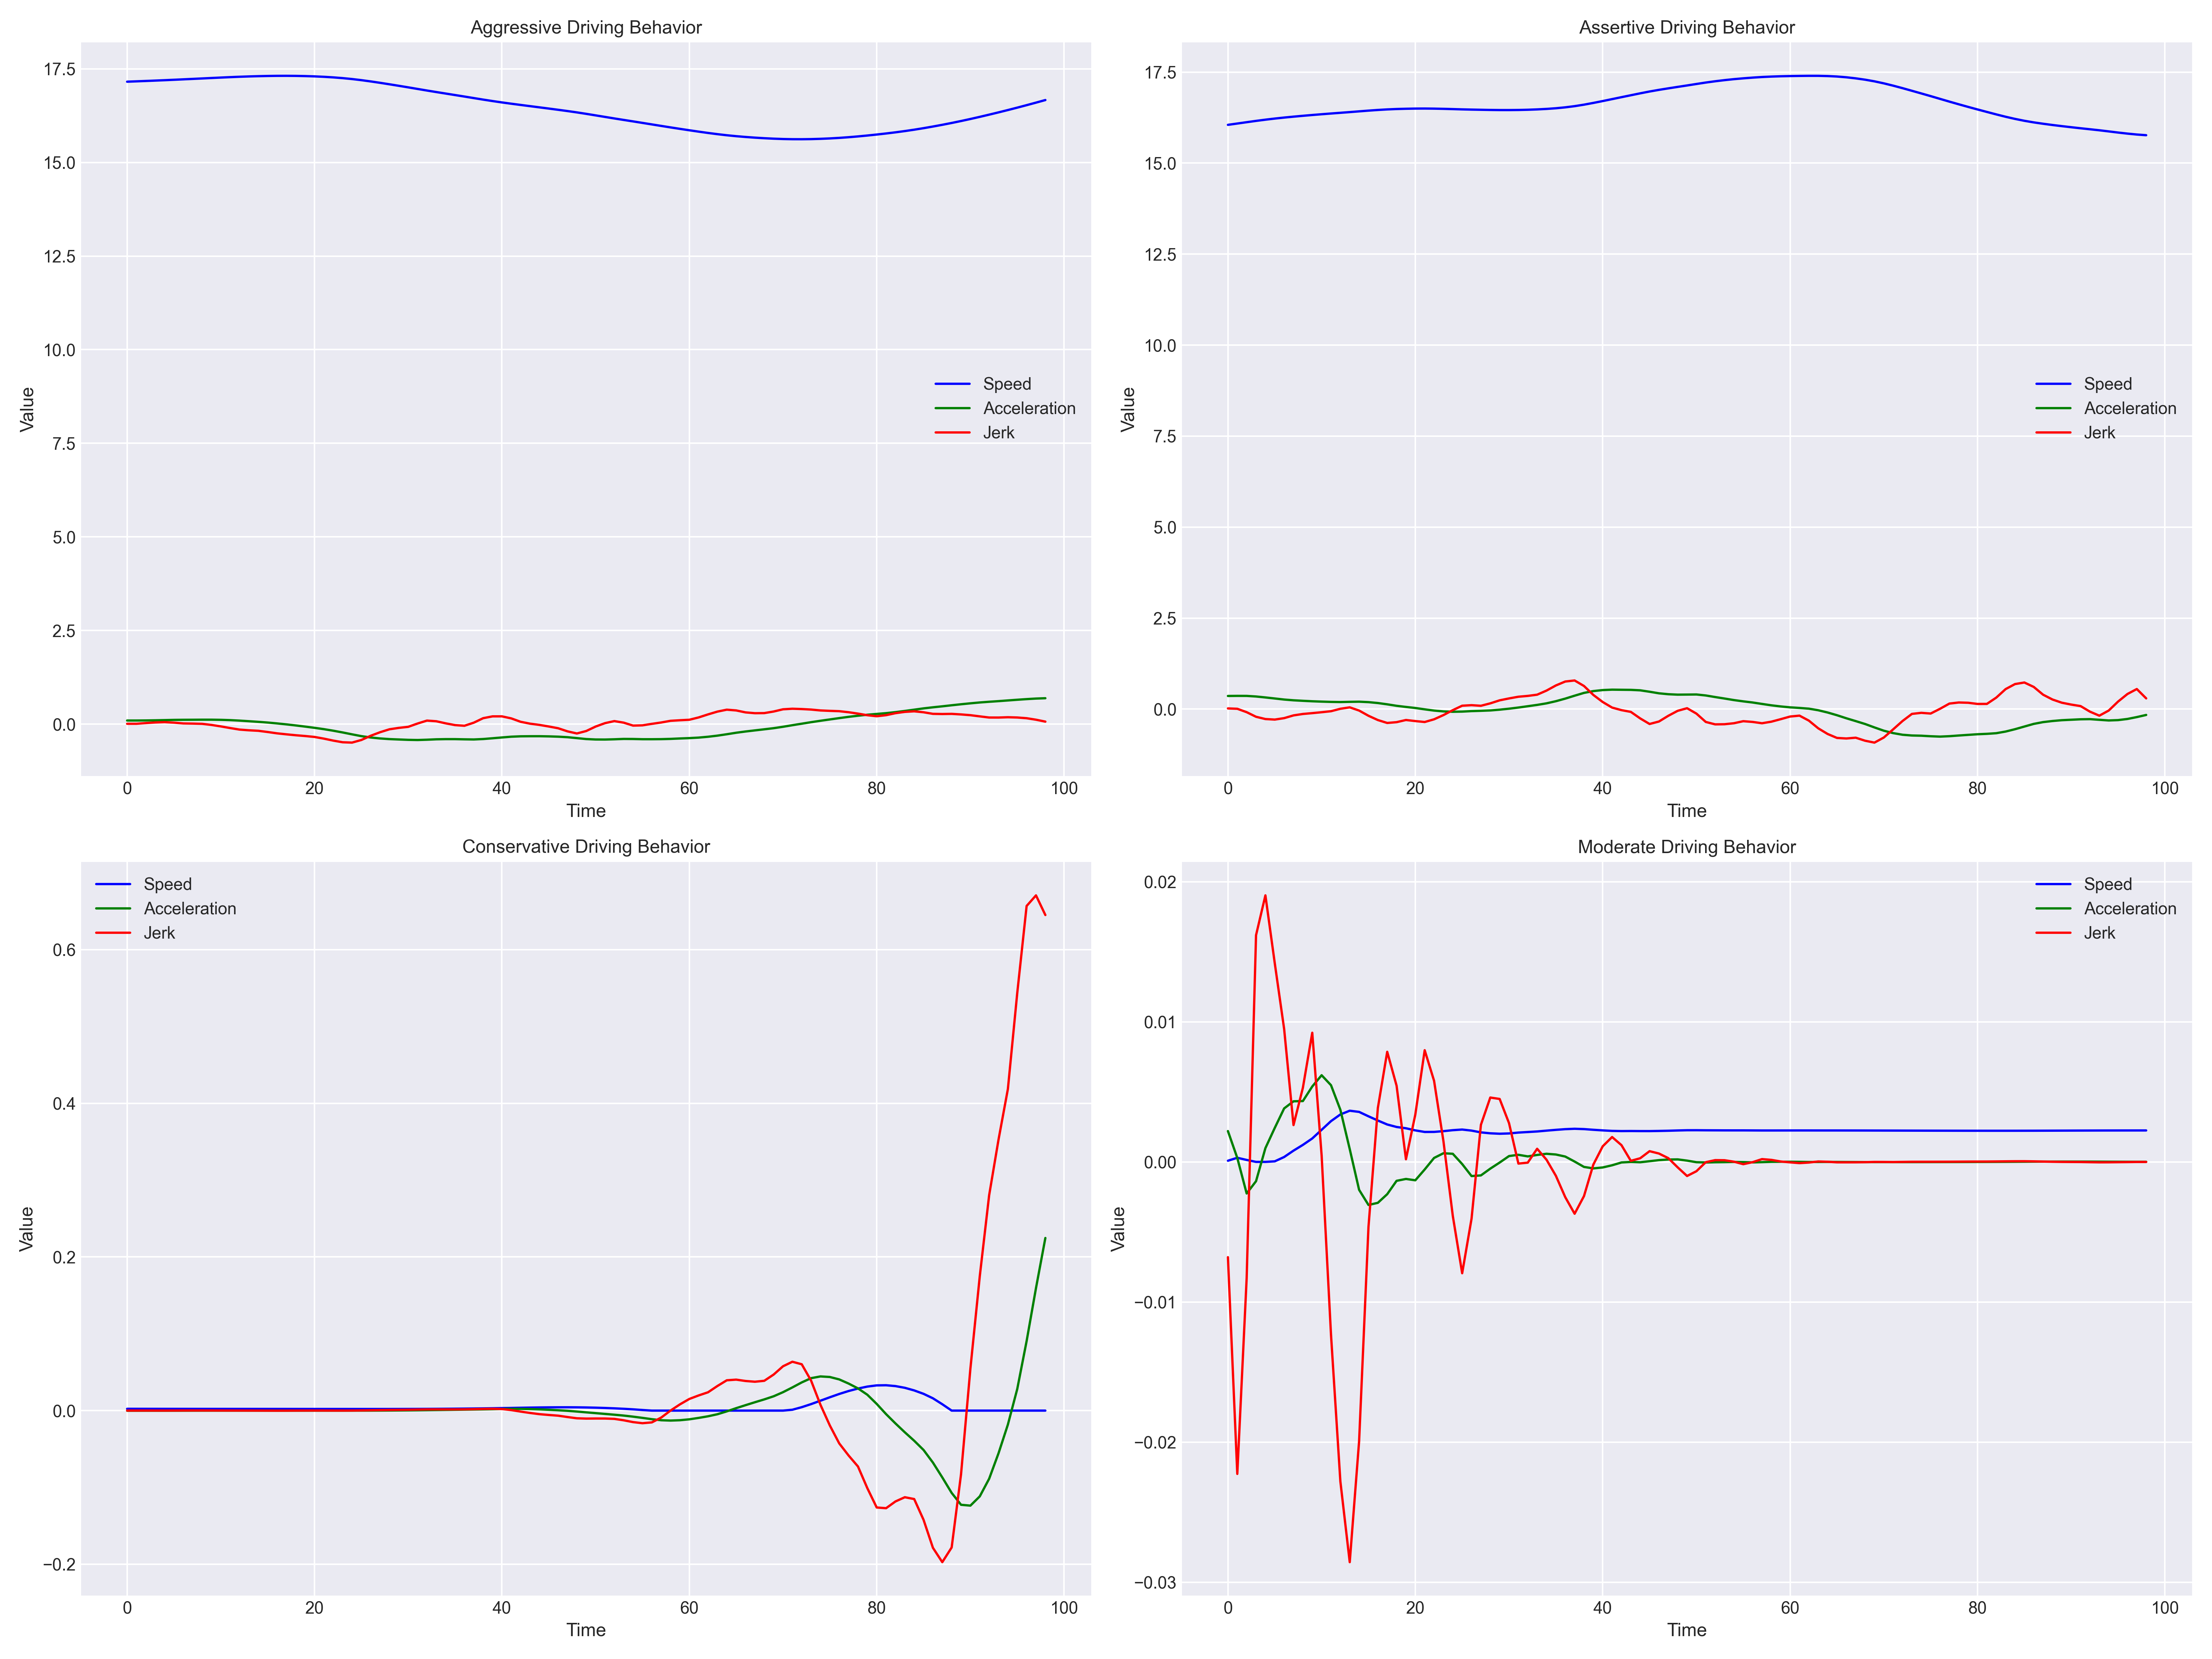 Aggressive Driving Behavior
17.5
15.0
12.5
10.0
7.5
5.0
2.5
0.0
Value
Speed
Acceleration
Jerk
0 20 40 60 80 100
Time
Assertive Driving Behavior
17.5
15.0
12.5
10.0
7.5
5.0
2.5
0.0
Value
Speed
Acceleration
Jerk
0 20 40 60 80 100
Time
Conservative Driving Behavior
Speed
Acceleration
Jerk
0.6
0.4
0.2
0.0
−0.2
Value
0 20 40 60 80 100
Time
Moderate Driving Behavior
Speed
Acceleration
Jerk
0.02
0.01
0.00
−0.01
−0.02
−0.03
Value
0 20 40 60 80 100
Time